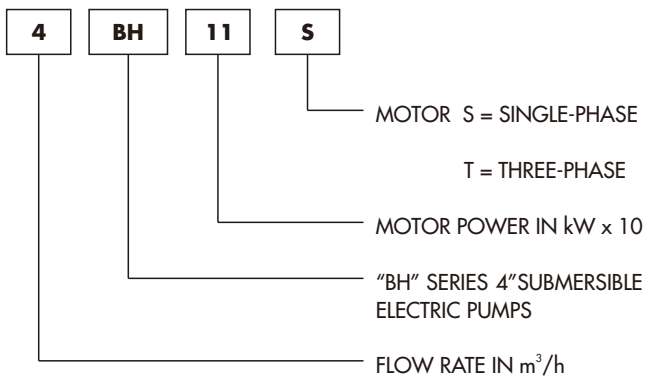 4 BH 11 S
MOTOR S = SINGLE-PHASE
T = THREE-PHASE
MOTOR POWER IN kW x 10
“BH” SERIES 4”SUBMERSIBLE
ELECTRIC PUMPS
FLOW RATE IN m³/h